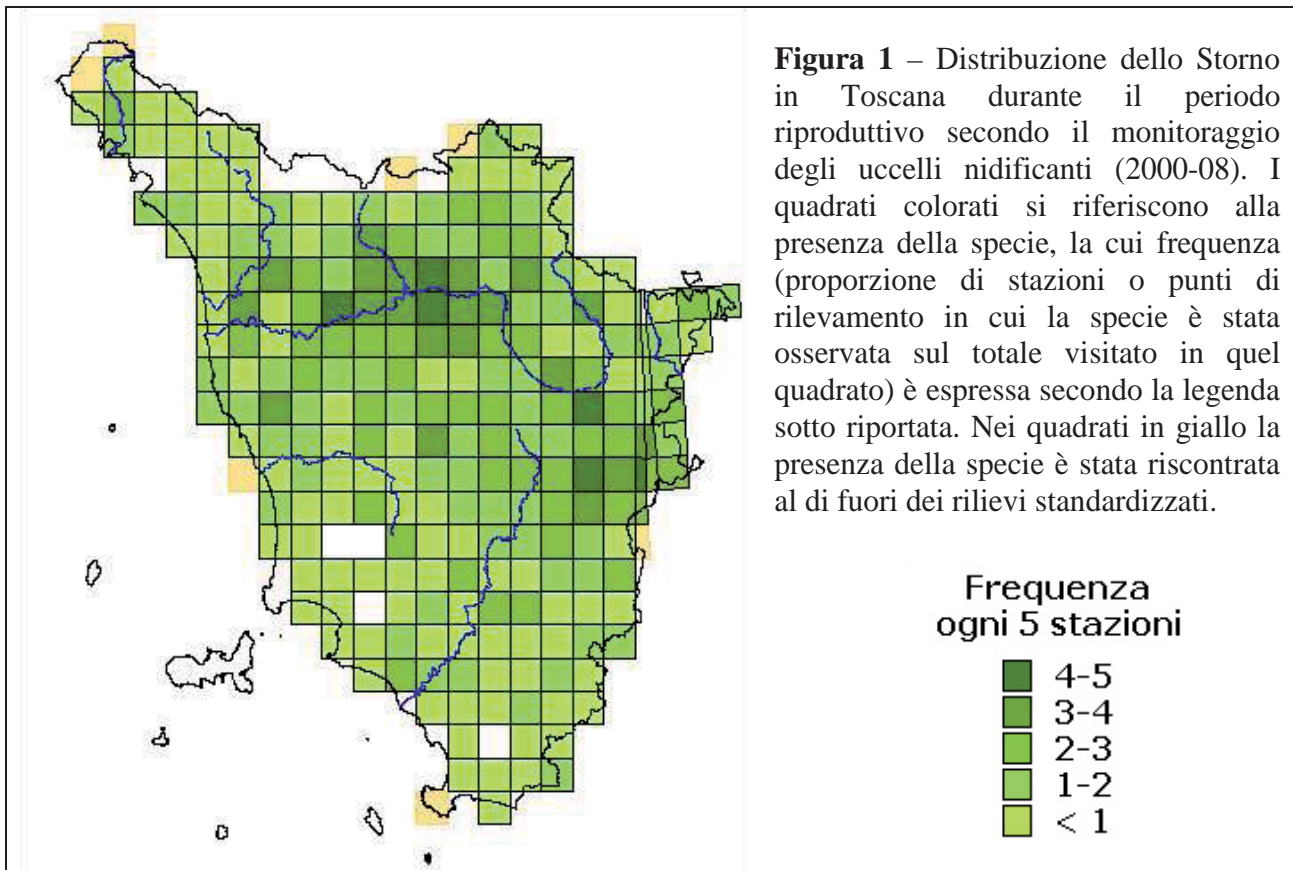 Figura 1 – Distribuzione dello Storno
in Toscana durante il periodo
riproduttivo secondo il monitoraggio
degli uccelli nidificanti (2000-08). I
quadrati colorati si riferiscono alla
presenza della specie, la cui frequenza
(proporzione di stazioni o punti di
rilevamento in cui la specie è stata
osservata sul totale visitato in quel
quadrato) è espressa secondo la legenda
sotto riportata. Nei quadrati in giallo la
presenza della specie è stata riscontrata
al di fuori dei rilievi standardizzati.
Frequenza
ogni 5 stazioni
4-5
3-4
2-3
1-2
< 1